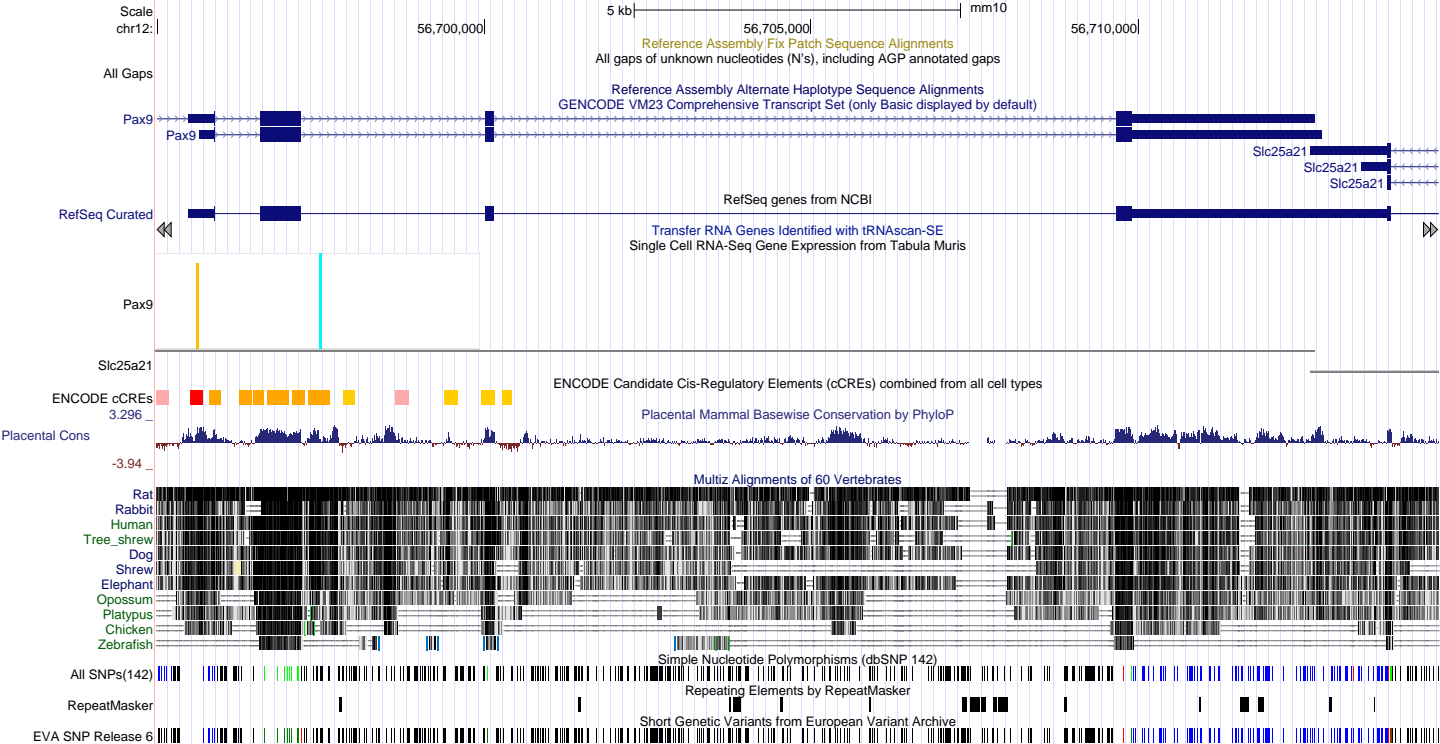 Scale 5 kb mm10
chr12: 56,700,000 56,705,000 56,710,000
Reference Assembly Fix Patch Sequence Alignments
All gaps of unknown nucleotides (N's), including AGP annotated gaps
All Gaps
Reference Assembly Alternate Haplotype Sequence Alignments
GENCODE VM23 Comprehensive Transcript Set (only Basic displayed by default)
Pax9
Pax9
Slc25a21
Slc25a21
Slc25a21
RefSeq genes from NCBI
RefSeq Curated
Transfer RNA Genes Identified with tRNAscan-SE
Single Cell RNA-Seq Gene Expression from Tabula Muris
Pax9
Slc25a21
ENCODE Candidate Cis-Regulatory Elements (cCREs) combined from all cell types
ENCODE cCREs
3.296 _
Placental Mammal Basewise Conservation by PhyloP
Placental Cons
-3.94 _
Multiz Alignments of 60 Vertebrates
Rat
Rabbit
Human
Tree_shrew
Dog
Shrew
Elephant
Opossum
Platypus
Chicken
Zebrafish
Simple Nucleotide Polymorphisms (dbSNP 142)
All SNPs(142)
Repeating Elements by RepeatMasker
RepeatMasker
Short Genetic Variants from European Variant Archive
EVA SNP Release 6